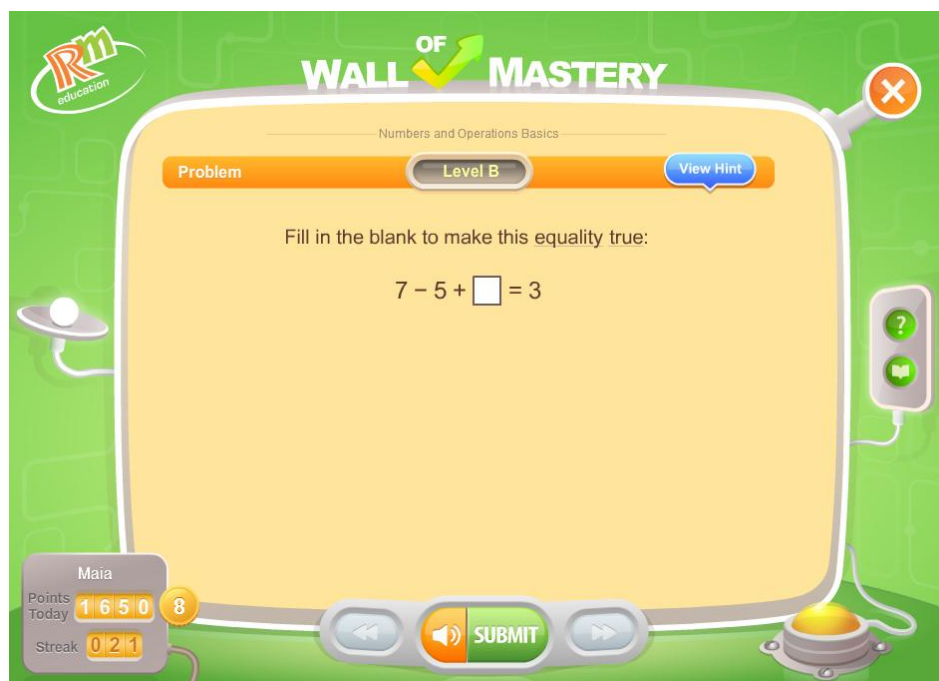 Rm
education
WALL OF MASTERY
Numbers and Operations Basics
Problem
Level B
View Hint
Fill in the blank to make this equality true:
7 − 5 + □ = 3
?
Maia
Points Today 1650
8
Streak 021
SUBMIT